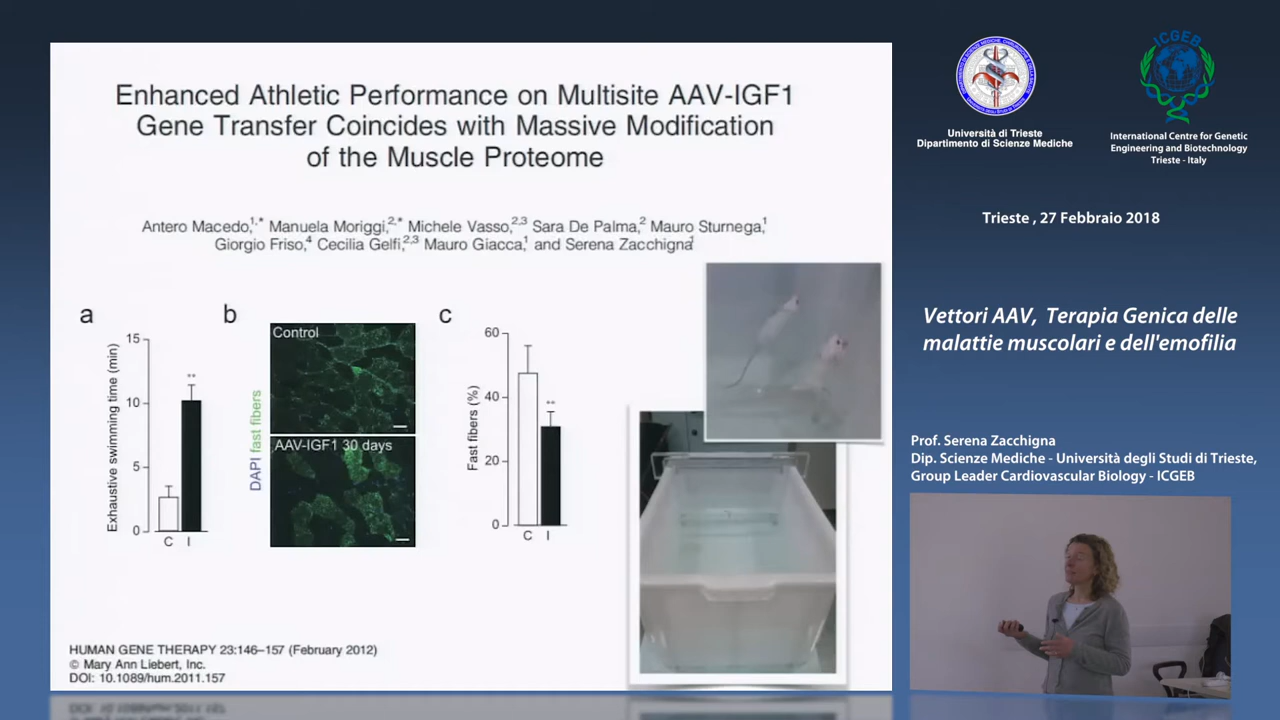 Enhanced Athletic Performance on Multisite AAV-IGF1
Gene Transfer Coincides with Massive Modification
of the Muscle Proteome
Antero Macedo,1,* Manuela Moriggi,2,* Michele Vasso,2,3 Sara De Palma,2 Mauro Sturnega,1
Giorgio Friso,4 Cecilia Gelfi,2,3 Mauro Giacca,1 and Serena Zacchigna1
a
Exhaustive swimming time (min)
15
10
5
0
**
C I
b
DAPI fast fibers
Control
AAV-IGF1 30 days
c
Fast fibers (%)
60
40
20
0
**
C I
HUMAN GENE THERAPY 23:146–157 (February 2012)
© Mary Ann Liebert, Inc.
DOI: 10.1089/hum.2011.157
Università di Trieste
Dipartimento di Scienze Mediche
ICGEB
International Centre for Genetic
Engineering and Biotechnology
Trieste - Italy
Trieste , 27 Febbraio 2018
Vettori AAV, Terapia Genica delle
malattie muscolari e dell'emofilia
Prof. Serena Zacchigna
Dip. Scienze Mediche - Università degli Studi di Trieste,
Group Leader Cardiovascular Biology - ICGEB